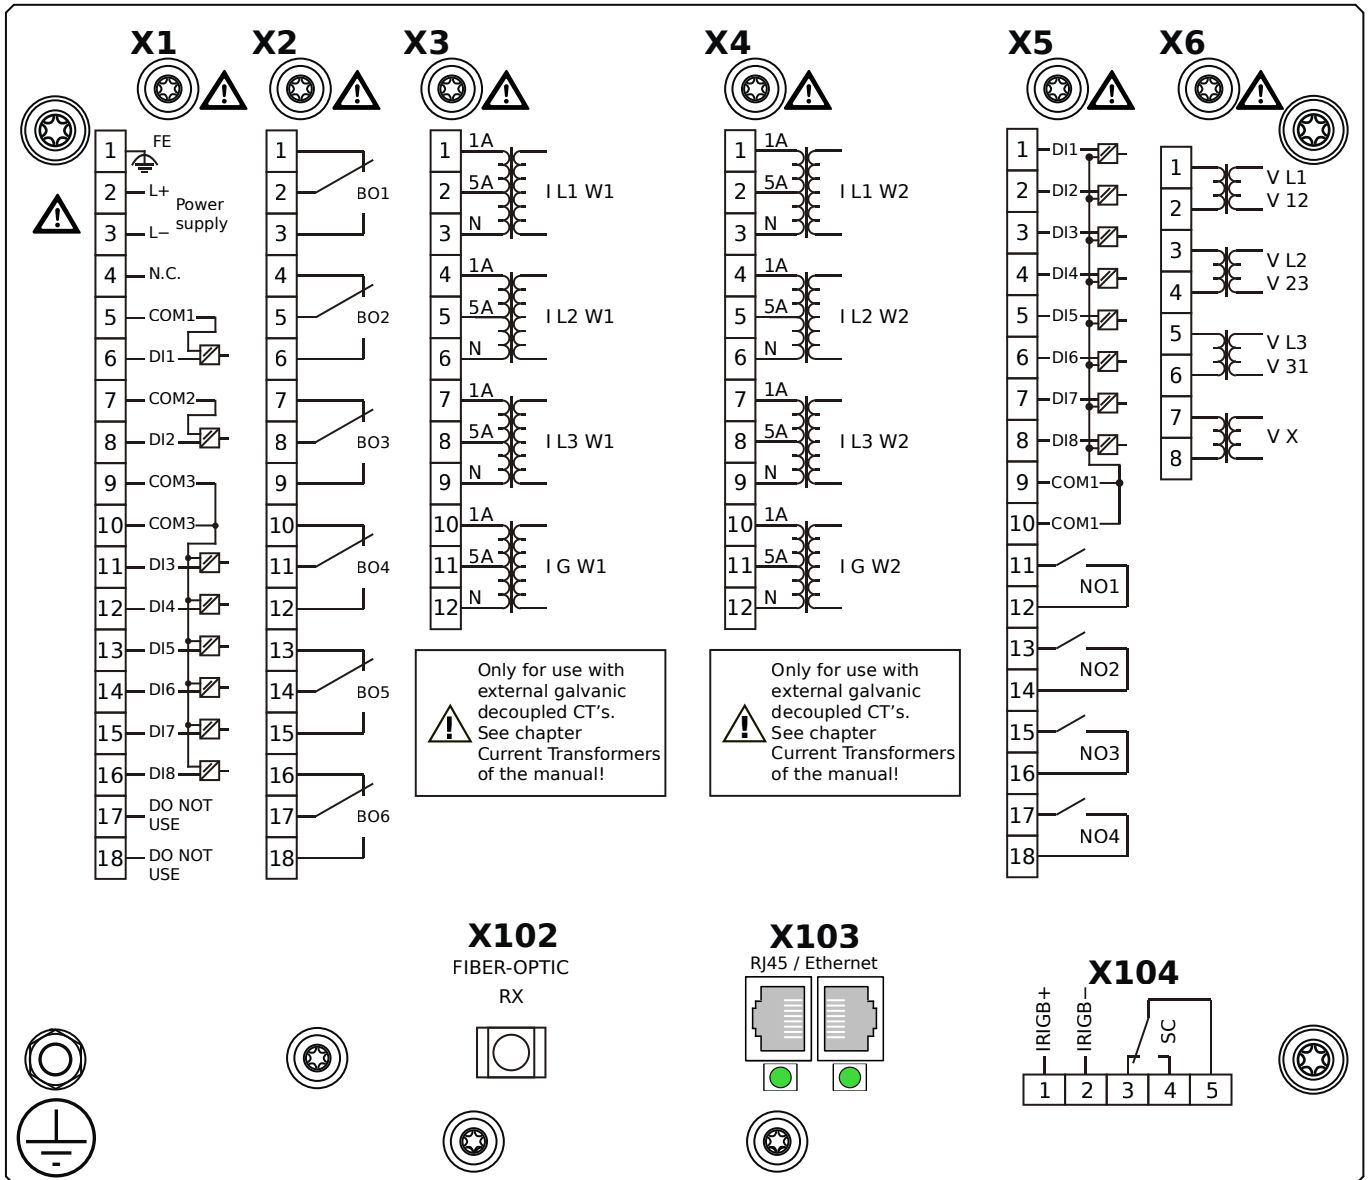 X1
X2
X3
X4
X5
X6
1 FE
2 L+
Power
supply
3 L−
4 N.C.
5 COM1
6 DI1
7 COM2
8 DI2
9 COM3
10 COM3
11 DI3
12 DI4
13 DI5
14 DI6
15 DI7
16 DI8
17 DO NOT
USE
18 DO NOT
USE
1
2 BO1
3
4
5 BO2
6
7
8 BO3
9
10
11 BO4
12
13
14 BO5
15
16
17 BO6
18
1 1A
2 5A I L1 W1
3 N
4 1A
5 5A I L2 W1
6 N
7 1A
8 5A I L3 W1
9 N
10 1A
11 5A I G W1
12 N
Only for use with
external galvanic
decoupled CT's.
See chapter
Current Transformers
of the manual!
1 1A
2 5A I L1 W2
3 N
4 1A
5 5A I L2 W2
6 N
7 1A
8 5A I L3 W2
9 N
10 1A
11 5A I G W2
12 N
Only for use with
external galvanic
decoupled CT's.
See chapter
Current Transformers
of the manual!
1 DI1
2 DI2
3 DI3
4 DI4
5 DI5
6 DI6
7 DI7
8 DI8
9 COM1
10 COM1
11
NO1
12
13
NO2
14
15
NO3
16
17
NO4
18
1 V L1
2 V 12
3 V L2
4 V 23
5 V L3
6 V 31
7
V X
8
X102
FIBER-OPTIC
RX
X103
RJ45 / Ethernet
X104
IRIGB+
IRIGB−
SC
1 2 3 4 5